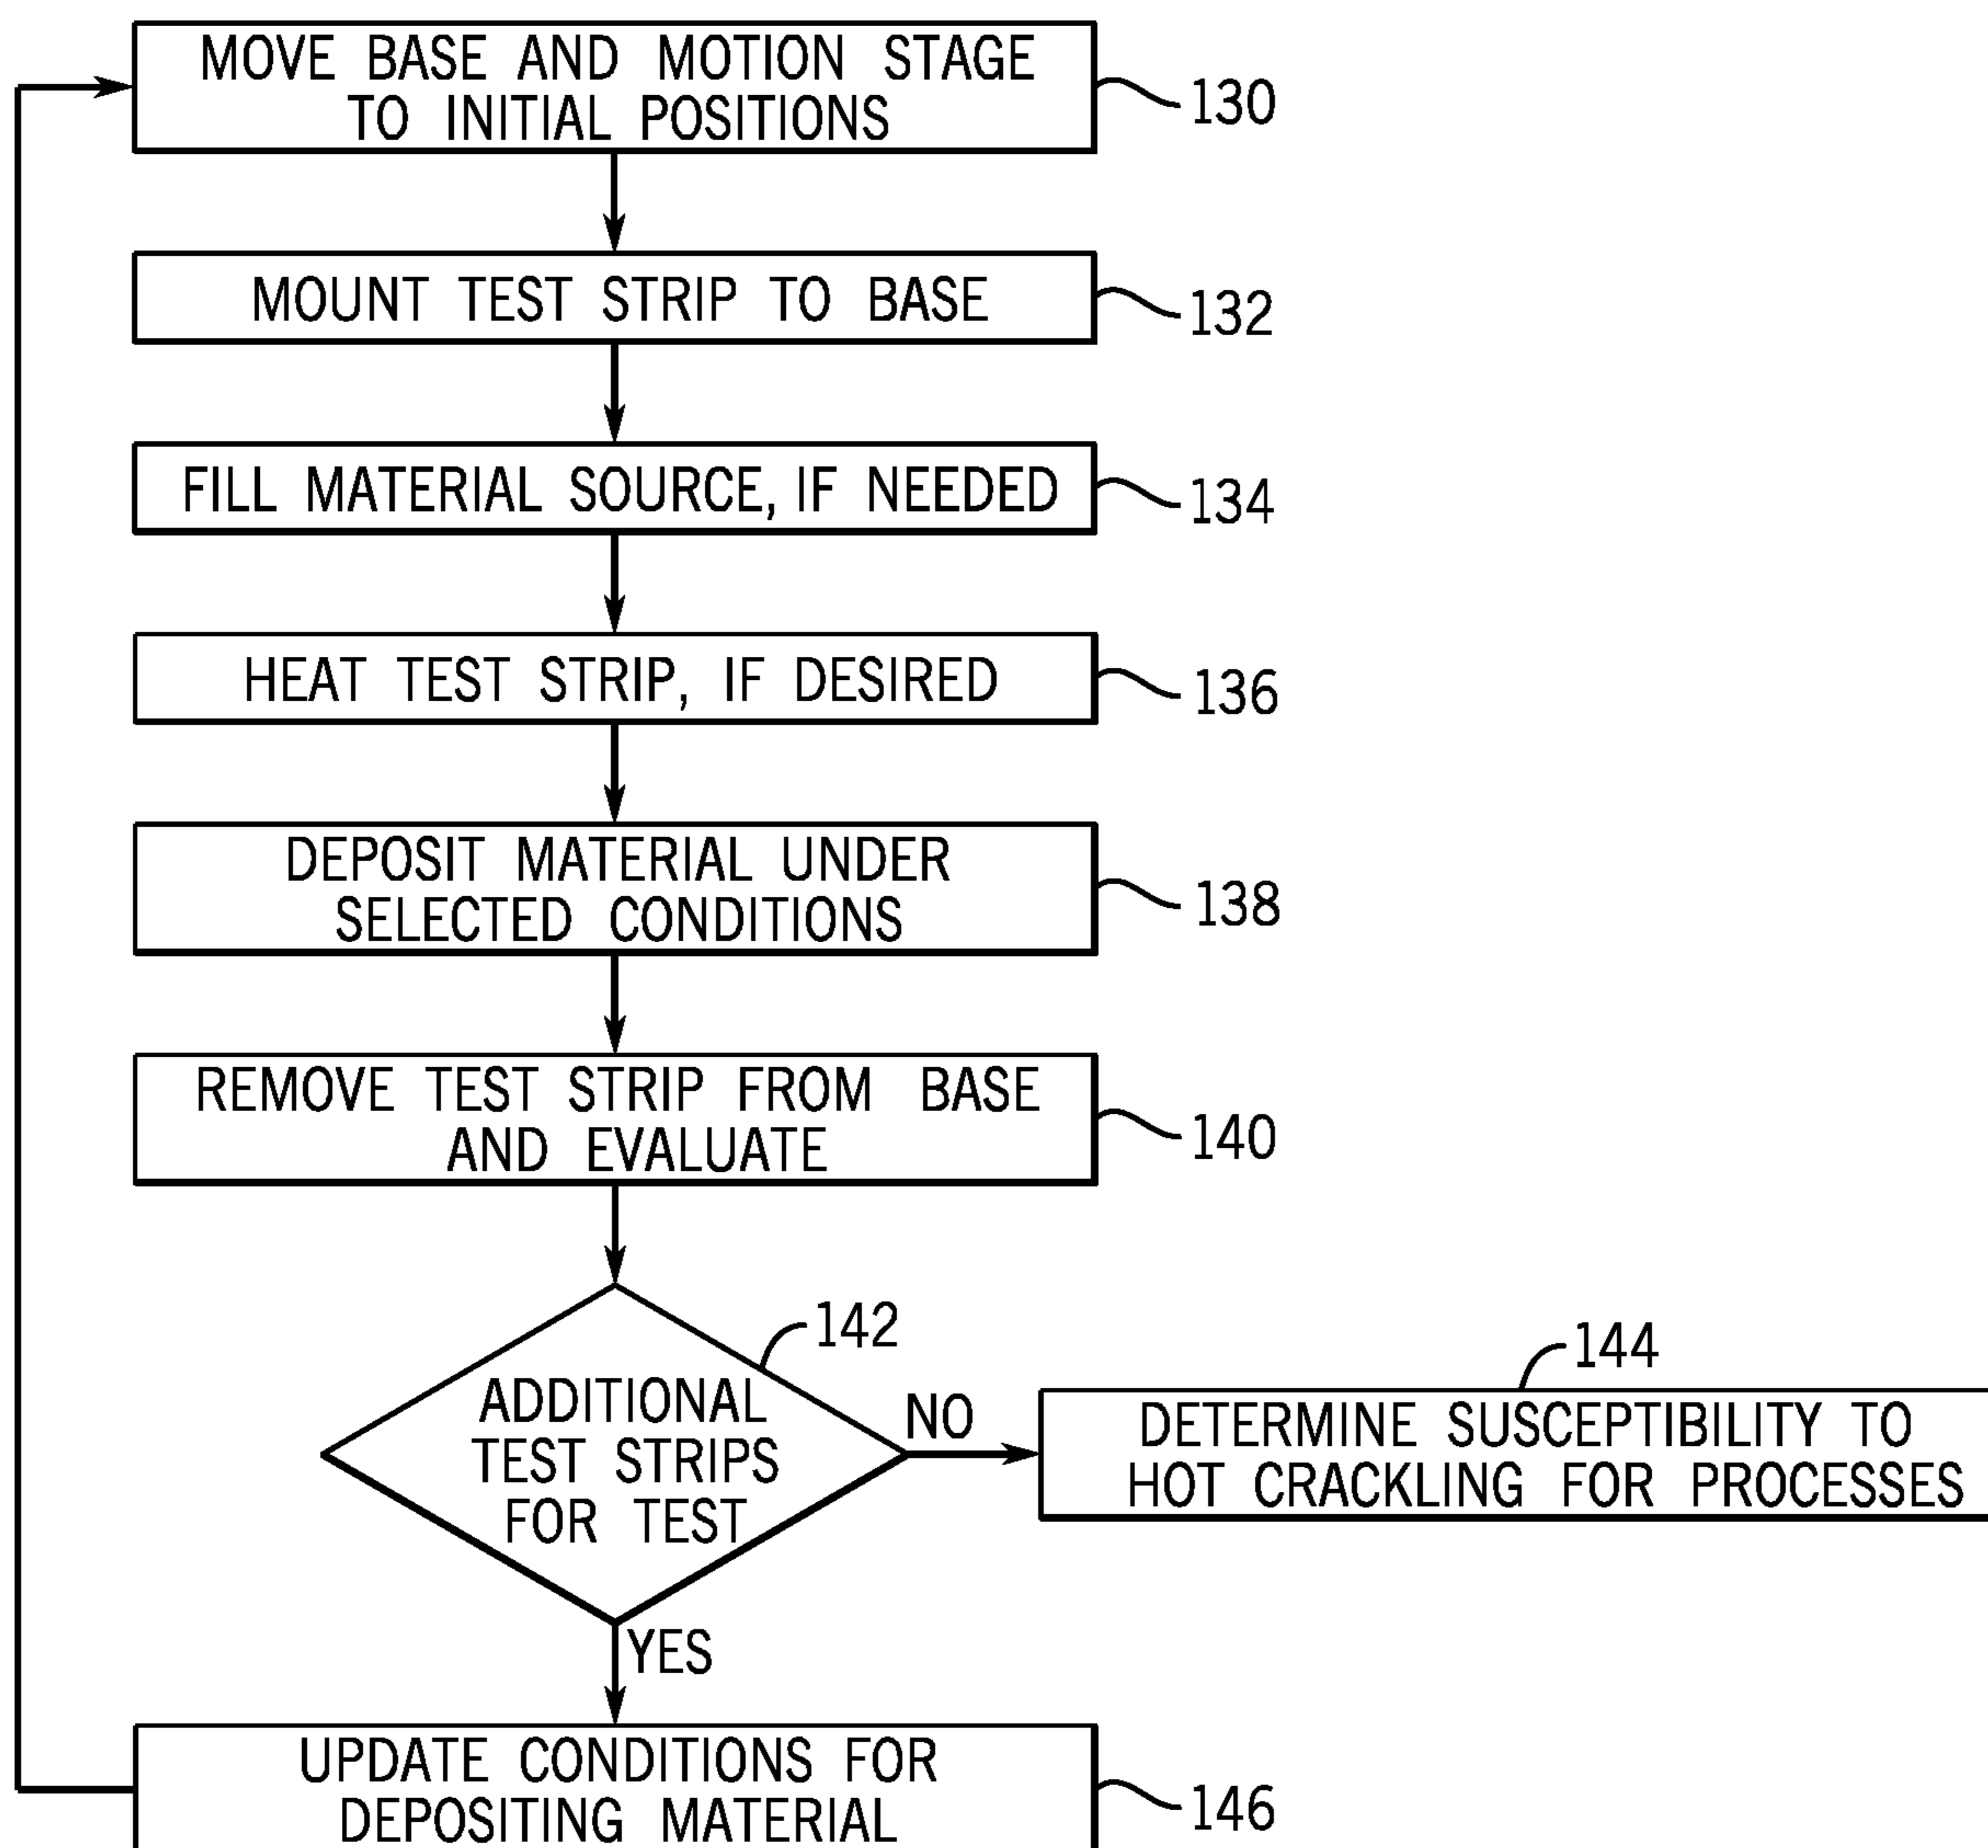 MOVE BASE AND MOTION STAGE
TO INITIAL POSITIONS
130
MOUNT TEST STRIP TO BASE
132
FILL MATERIAL SOURCE, IF NEEDED
134
HEAT TEST STRIP, IF DESIRED
136
DEPOSIT MATERIAL UNDER
SELECTED CONDITIONS
138
REMOVE TEST STRIP FROM BASE
AND EVALUATE
140
142
ADDITIONAL
TEST STRIPS
FOR TEST
NO
144
DETERMINE SUSCEPTIBILITY TO
HOT CRACKLING FOR PROCESSES
YES
UPDATE CONDITIONS FOR
DEPOSITING MATERIAL
146